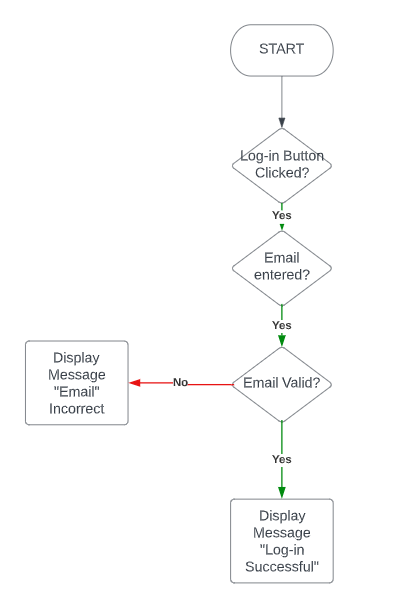 START
Log-in Button
Clicked?
Yes
Email
entered?
Yes
Email Valid?
No
Display
Message
"Email"
Incorrect
Yes
Display
Message
"Log-in
Successful"